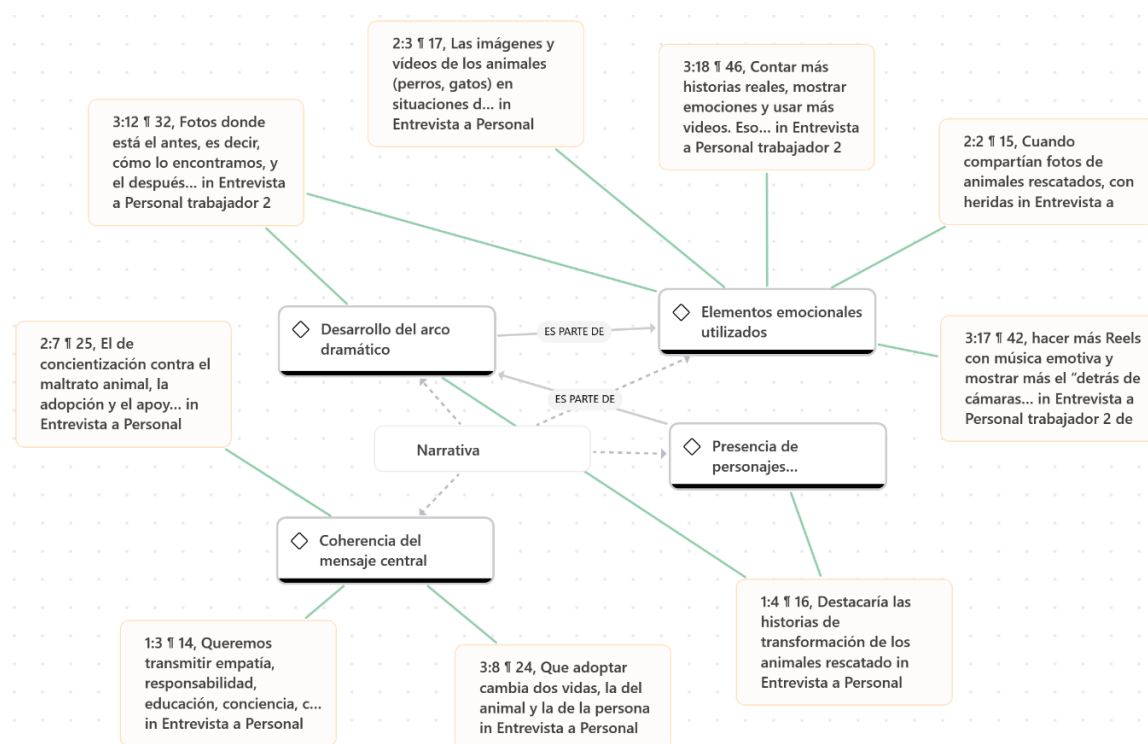 2:3 ¶ 17, Las imágenes y
vídeos de los animales
(perros, gatos) en
situaciones d... in
Entrevista a Personal
3:18 ¶ 46, Contar más
historias reales, mostrar
emociones y usar más
videos. Eso... in Entrevista
a Personal trabajador 2
3:12 ¶ 32, Fotos donde
está el antes, es decir,
cómo lo encontramos, y
el después... in Entrevista
a Personal trabajador 2
2:2 ¶ 15, Cuando
compartían fotos de
animales rescatados, con
heridas in Entrevista a
Elementos emocionales
utilizados
Desarrollo del arco
dramático
ES PARTE DE
3:17 ¶ 42, hacer más Reels
con música emotiva y
mostrar más el “detrás de
cámaras... in Entrevista a
Personal trabajador 2 de
2:7 ¶ 25, El de
concientización contra el
maltrato animal, la
adopción y el apoy... in
Entrevista a Personal
ES PARTE DE
Narrativa
Presencia de
personajes...
Coherencia del
mensaje central
1:4 ¶ 16, Destacaría las
historias de
transformación de los
animales rescatado in
Entrevista a Personal
1:3 ¶ 14, Queremos
transmitir empatía,
responsabilidad,
educación, conciencia, c...
in Entrevista a Personal
3:8 ¶ 24, Que adoptar
cambia dos vidas, la del
animal y la de la persona
in Entrevista a Personal